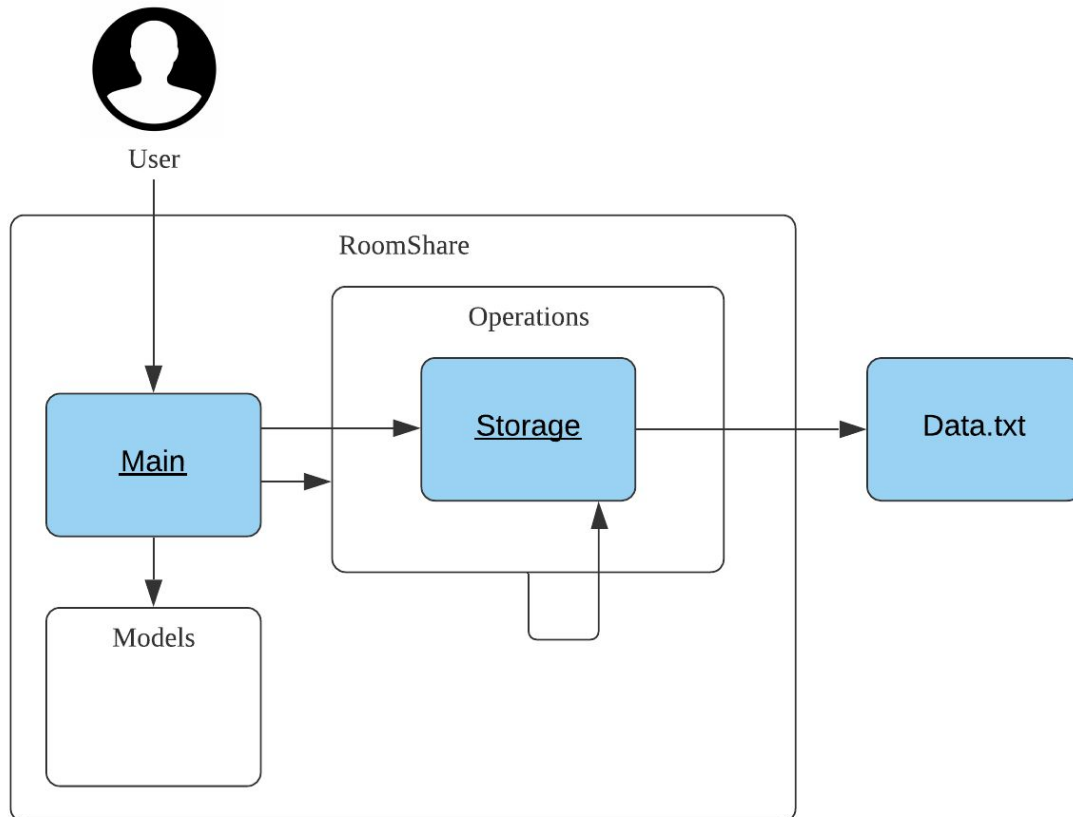 User
RoomShare
Operations
Storage
Data.txt
Main
Models